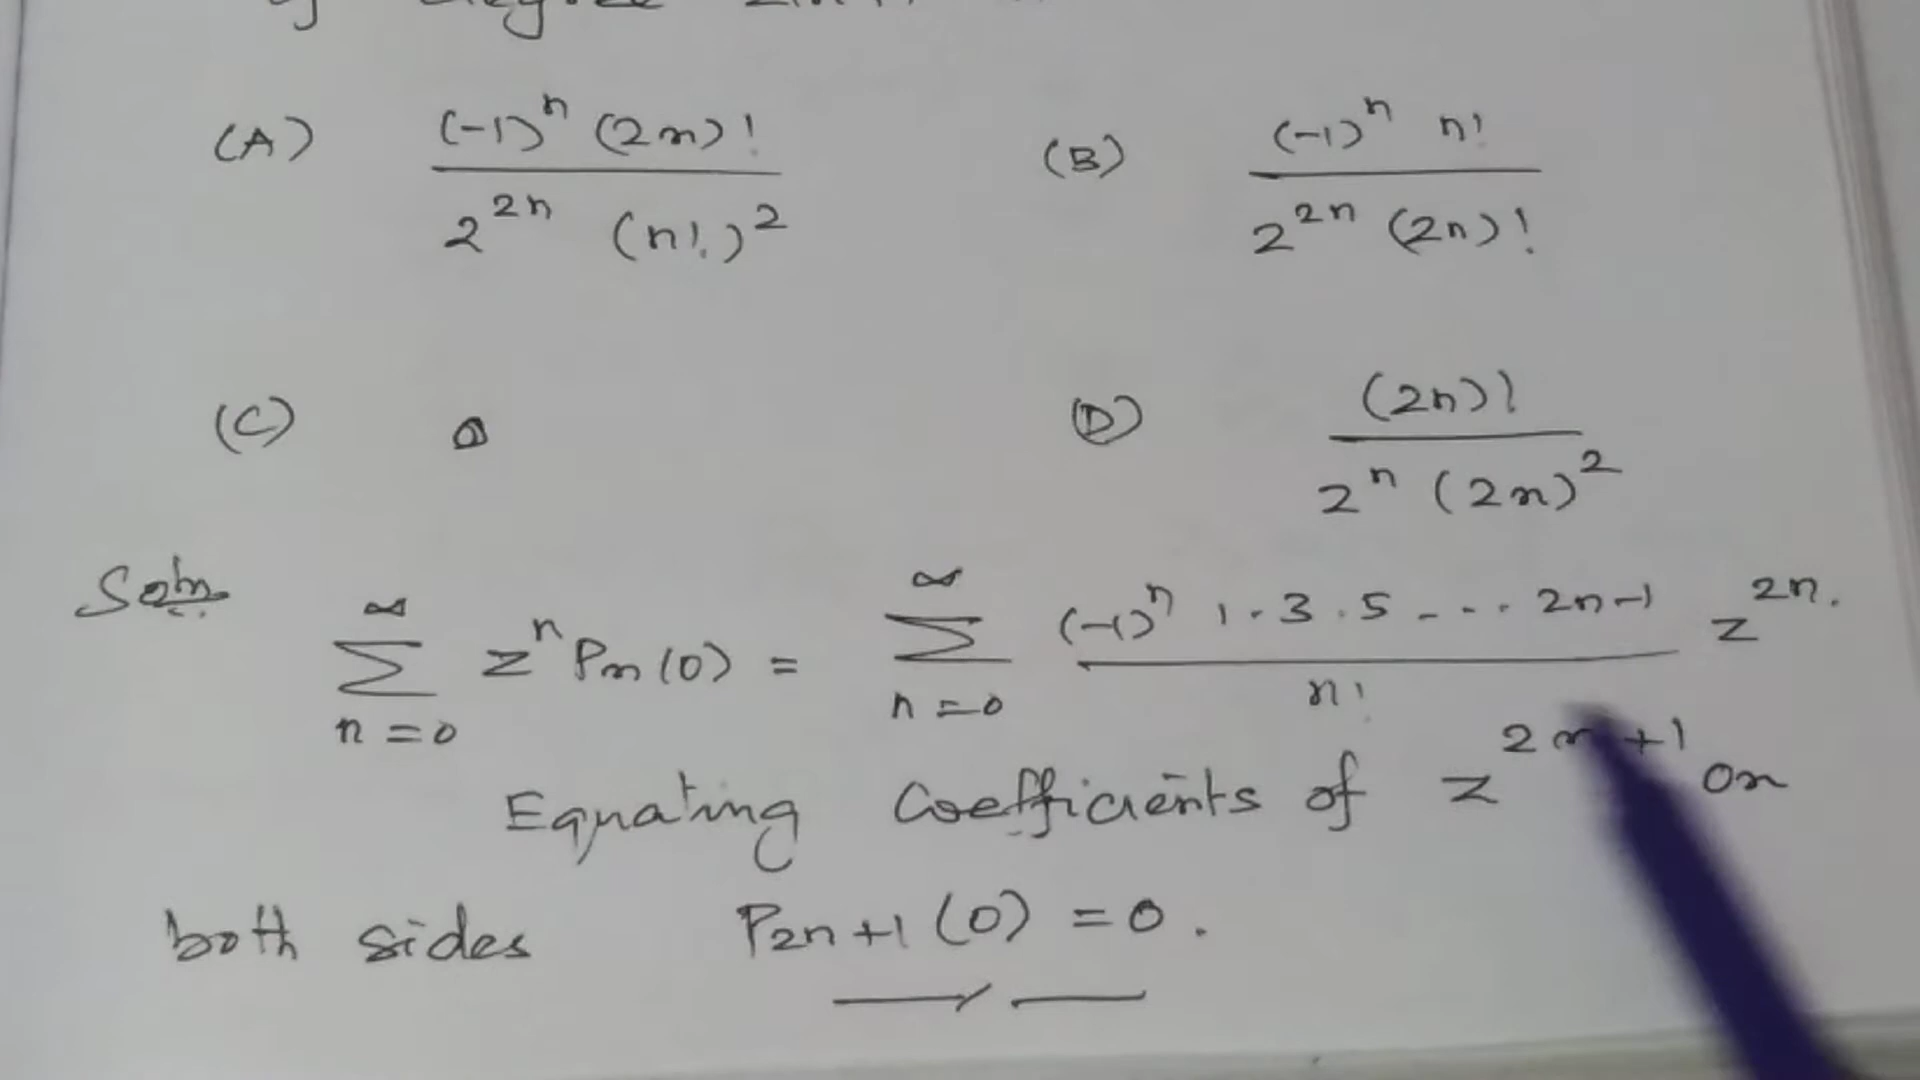 of degree
(A) (-1)^n (2n)! / 2^{2n} (n!)^2 (B) (-1)^n n! / 2^{2n} (2n)!
(C) 0 (D) (2n)! / 2^n (2n)^2
Soln
∑_{n=0}^{∞} z^n P_n(0) = ∑_{n=0}^{∞} (-1)^n 1.3.5 - - . . 2n-1 / n! z^{2n}.
Equating Coefficients of z^{2n+1} on
both sides P_{2n+1}(0) = 0.